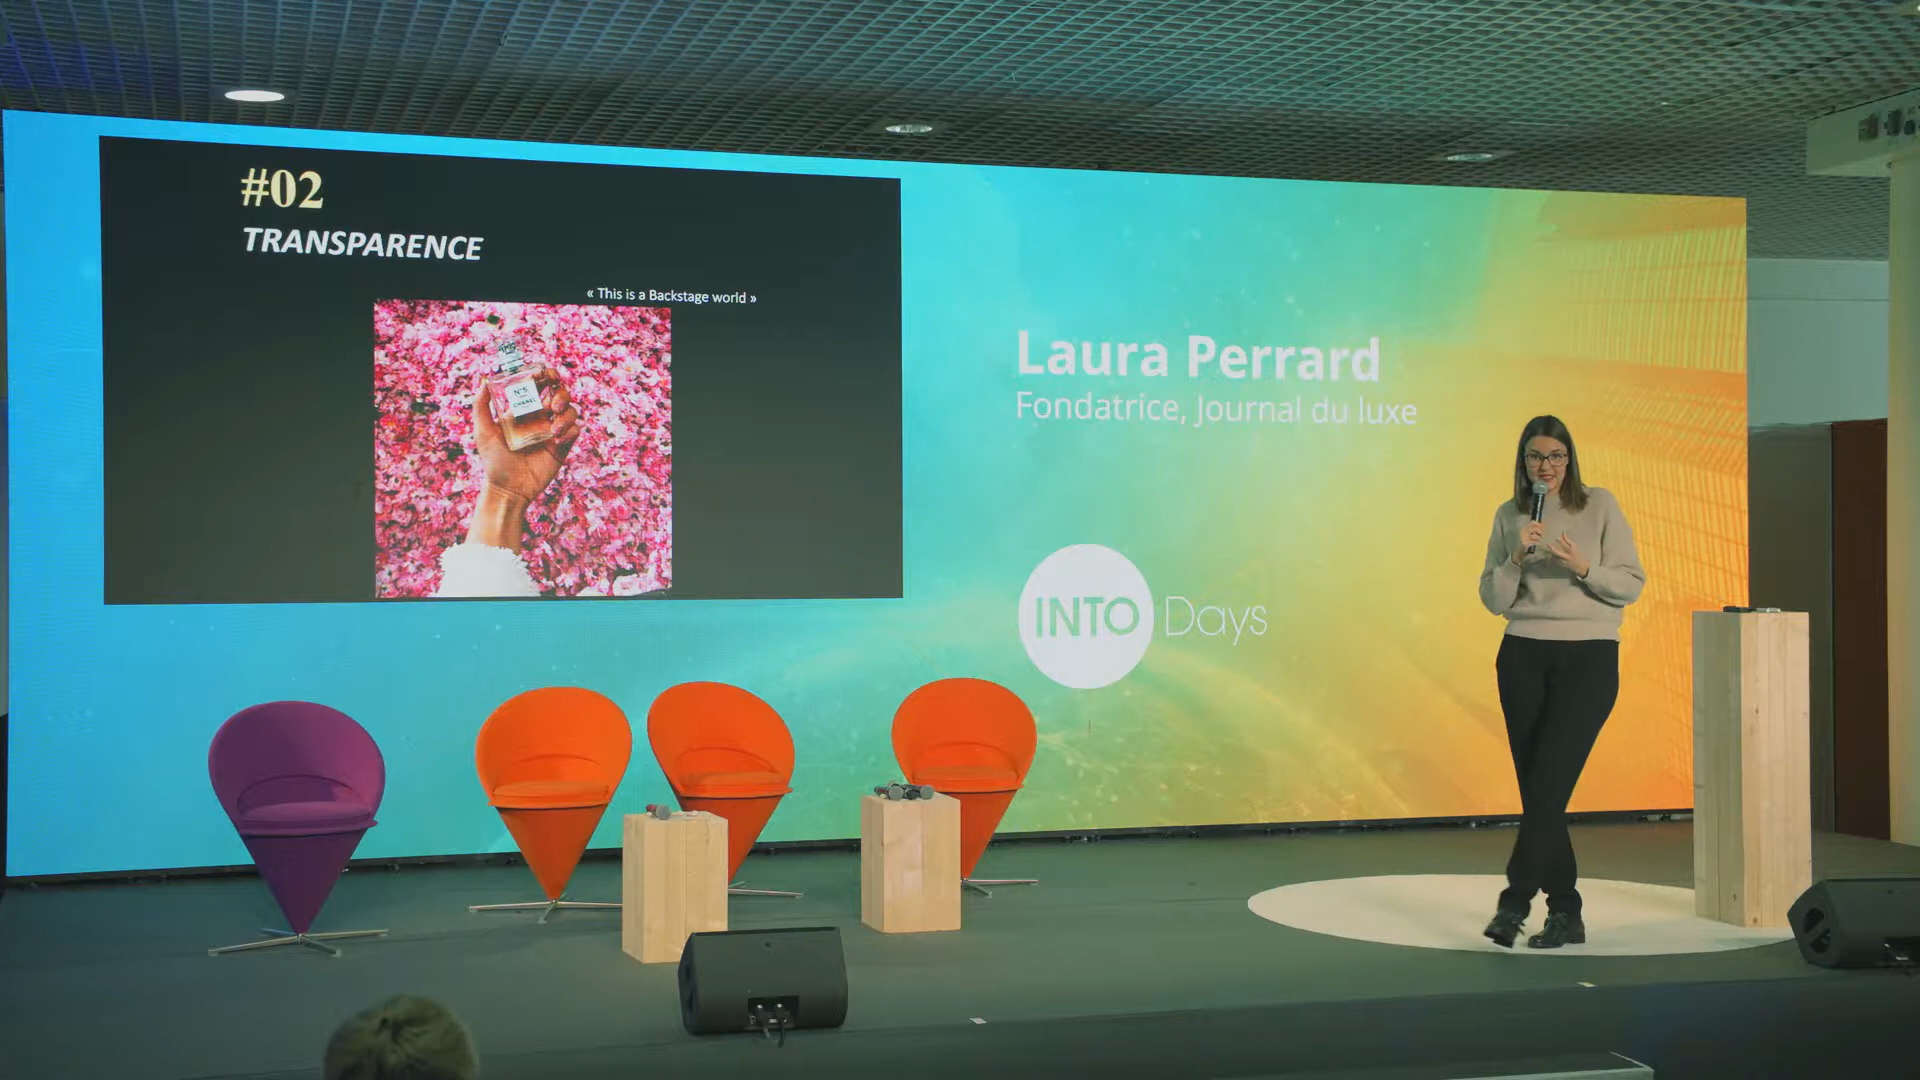 #02
TRANSPARENCE
« This is a Backstage world »
N°5
CHANEL
Laura Perrard
Fondatrice, Journal du luxe
INTO Days